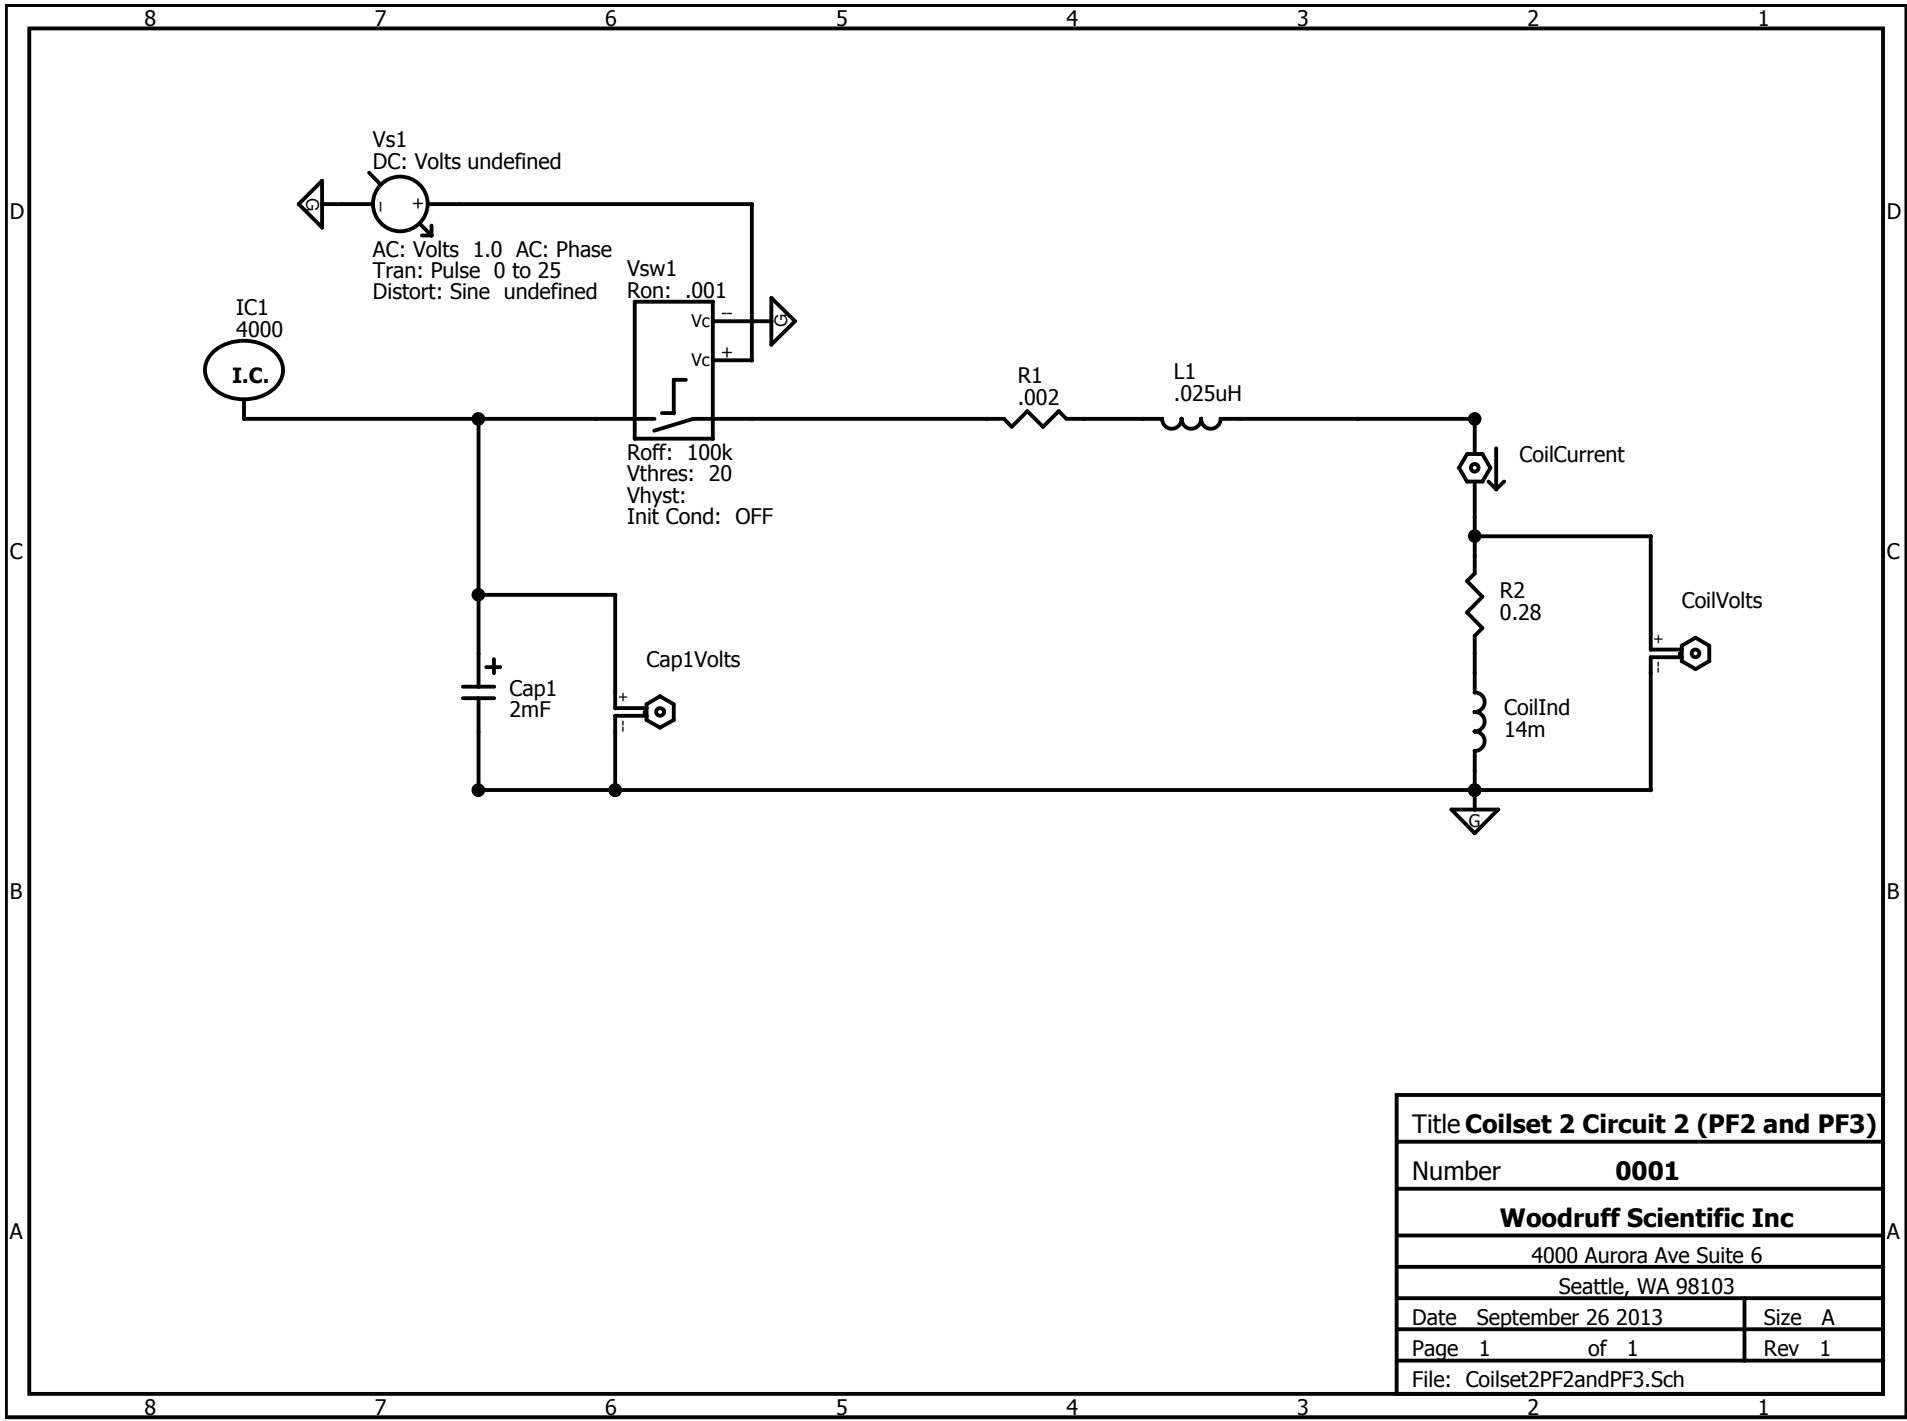 8 7 6 5 4 3 2 1
Vs1
DC: Volts undefined
D
G
- +
D
AC: Volts 1.0 AC: Phase
Tran: Pulse 0 to 25
Distort: Sine undefined
Vsw1
Ron: .001
Vc --
G
Vc +
IC1
4000
I.C.
R1
.002
L1
.025uH
Roff: 100k
Vthres: 20
Vhyst:
Init Cond: OFF
CoilCurrent
C
C
R2
0.28
CoilVolts
+
--
Cap1Volts
+
--
+
Cap1
2mF
CoilInd
14m
G
B
B
Title Coilset 2 Circuit 2 (PF2 and PF3)
Number 0001
Woodruff Scientific Inc
A
A
4000 Aurora Ave Suite 6
Seattle, WA 98103
Date September 26 2013 Size A
Page 1 of 1 Rev 1
File: Coilset2PF2andPF3.Sch
8 7 6 5 4 3 2 1